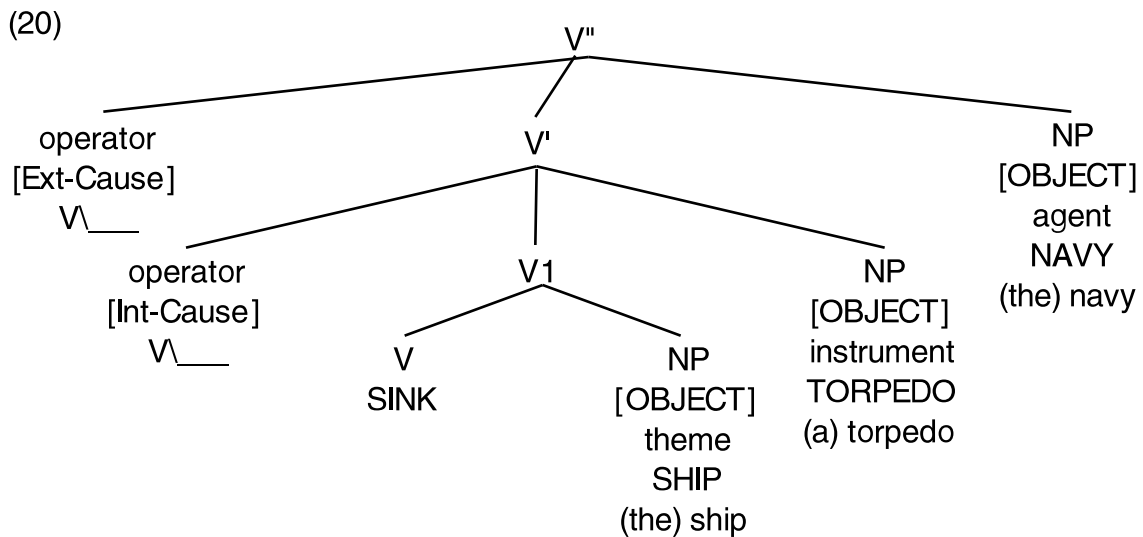 (20)
V"
operator
[Ext-Cause]
V\___
V'
NP
[OBJECT]
agent
NAVY
(the) navy
operator
[Int-Cause]
V\___
V1
NP
[OBJECT]
instrument
TORPEDO
(a) torpedo
V
SINK
NP
[OBJECT]
theme
SHIP
(the) ship